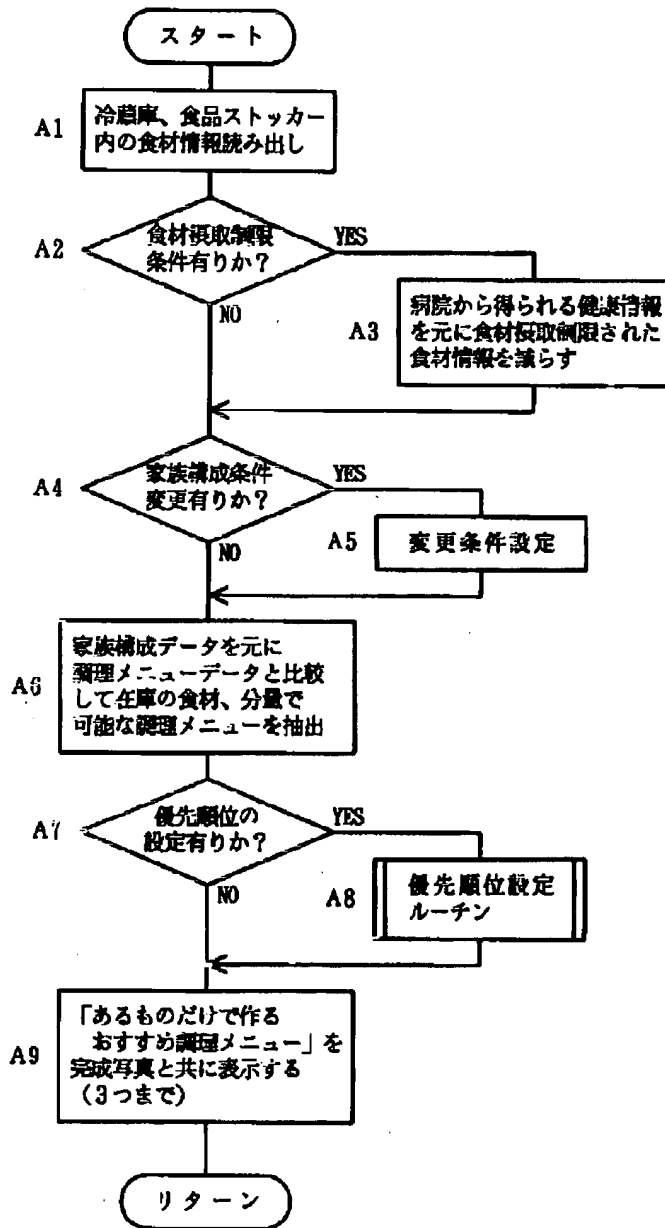 スタート
A1
冷蔵庫、食品ストッカー
内の食材情報読み出し
A2
食材摂取制限
条件有りか？
YES
NO
A3
病院から得られる健康情報
を元に食材摂取制限された
食材情報を減らす
A4
家族構成条件
変更有りか？
YES
NO
A5
変更条件設定
A6
家族構成データを元に
調理メニューデータと比較
して在庫の食材、分量で
可能な調理メニューを抽出
A7
優先順位の
設定有りか？
YES
NO
A8
優先順位設定
ルーチン
A9
「あるものだけで作る
おすすめ調理メニュー」を
完成写真と共に表示する
（3つまで）
リターン